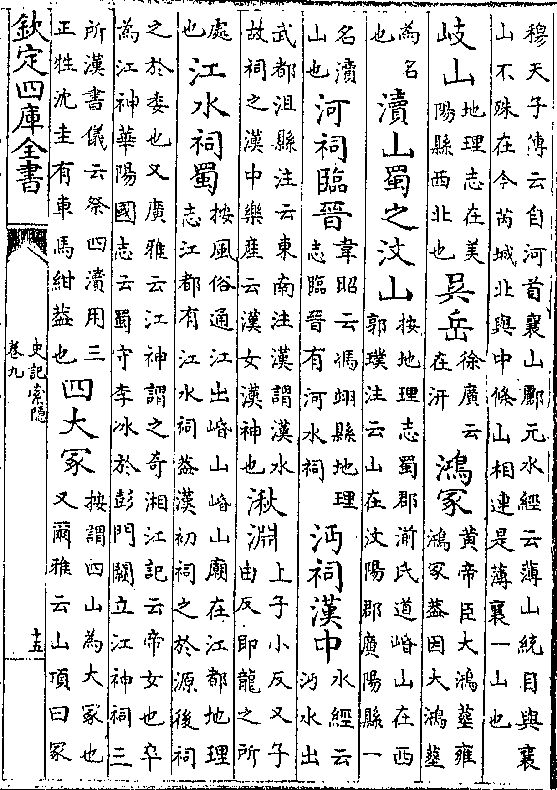 穆天子傳云自河首襄山酈元水經云薄山統目與襄
山不殊在今芮城北與中條山相連是薄襄一山也
岐山地理志在美陽縣西北也吳岳徐廣云在汧鴻冢黃帝臣大鴻葬雍鴻冢葢因大鴻葬
為名也瀆山蜀之汶山按地理志蜀郡湔氏道㟭山在西郭璞注云山在汶陽郡廣陽縣一
名瀆山也河祠臨晉韋昭云馮翊縣地理志臨晉有河水祠沔祠漢中水經云沔水出
武都沮縣注云東南注漢謂漢水故祠之漢中樂產云漢女漢神也湫淵上子小反又子由反即龍之所
處也江水祠蜀按風俗通江出㟭山㟭山廟在江都地理志江都有江水祠葢漢初祠之於源後祠
之於委也又廣雅云江神謂之奇湘江記云帝女也卒
為江神華陽國志云蜀守李冰於彭門闕立江神祠三
所漢書儀云祭四瀆用三正牲沈圭有車馬紺葢也四大冢按謂四山為大冢也又爾雅云山頂曰冢
欽定四庫全書
史記索隱
卷九
十五